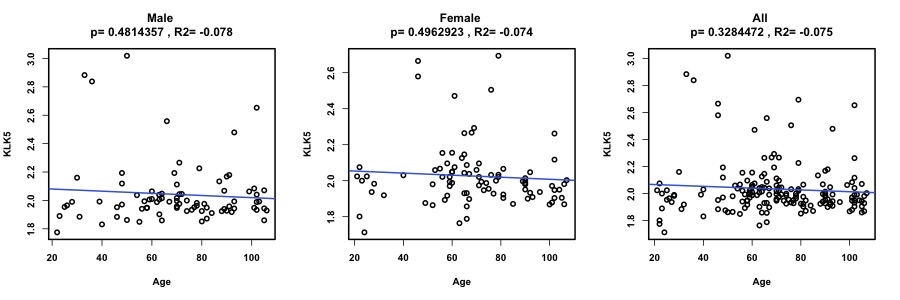 Male
p= 0.4814357 , R2= -0.078
KLK5
1.8 2.0 2.2 2.4 2.6 2.8 3.0
20 40 60 80 100
Age
Female
p= 0.4962923 , R2= -0.074
KLK5
1.8 2.0 2.2 2.4 2.6
20 40 60 80 100
Age
All
p= 0.3284472 , R2= -0.075
KLK5
1.8 2.0 2.2 2.4 2.6 2.8 3.0
20 40 60 80 100
Age